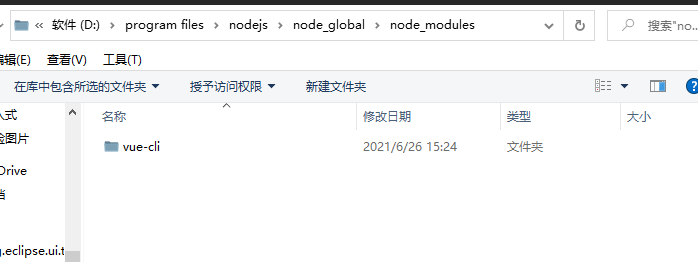 « 软件 (D:) › program files › nodejs › node_global › node_modules
搜索"no...
编辑(E) 查看(V) 工具(T)
在库中包含所选的文件夹 授予访问权限 新建文件夹
名称 修改日期 类型 大小
vue-cli 2021/6/26 15:24 文件夹
式
图片
Drive
g.eclipse.ui.t